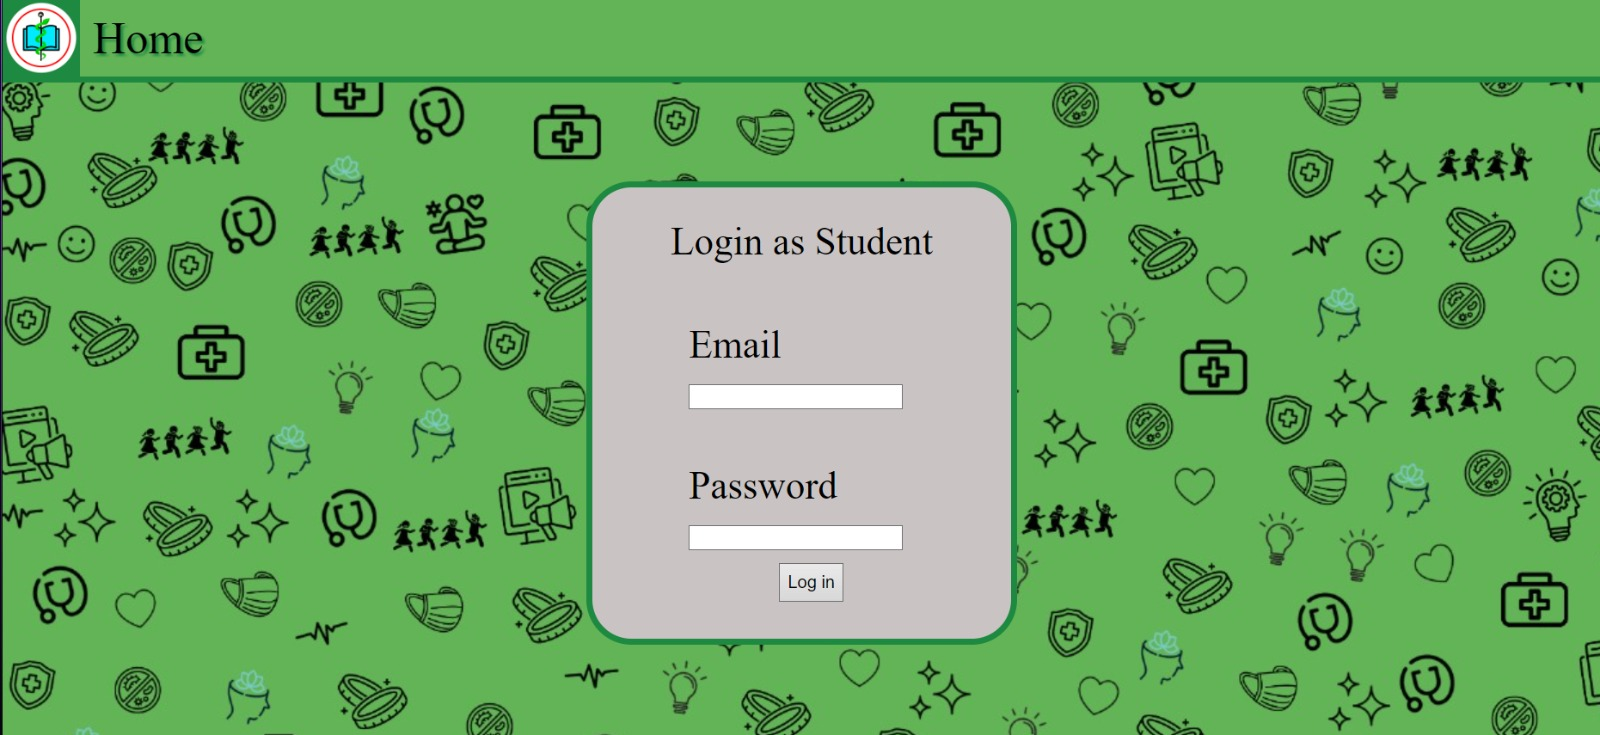 Home
Login as Student
Email
Password
Log in